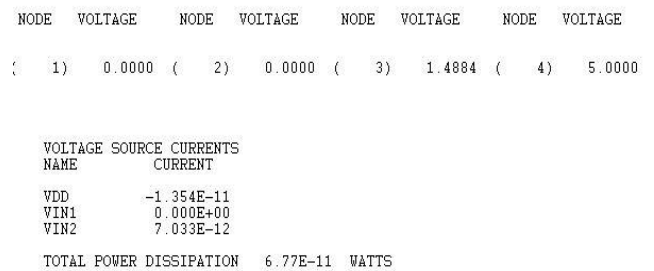 NODE VOLTAGE NODE VOLTAGE NODE VOLTAGE NODE VOLTAGE
( 1) 0.0000 ( 2) 0.0000 ( 3) 1.4884 ( 4) 5.0000
VOLTAGE SOURCE CURRENTS
NAME CURRENT
VDD -1.354E-11
VIN1 0.000E+00
VIN2 7.033E-12
TOTAL POWER DISSIPATION 6.77E-11 WATTS